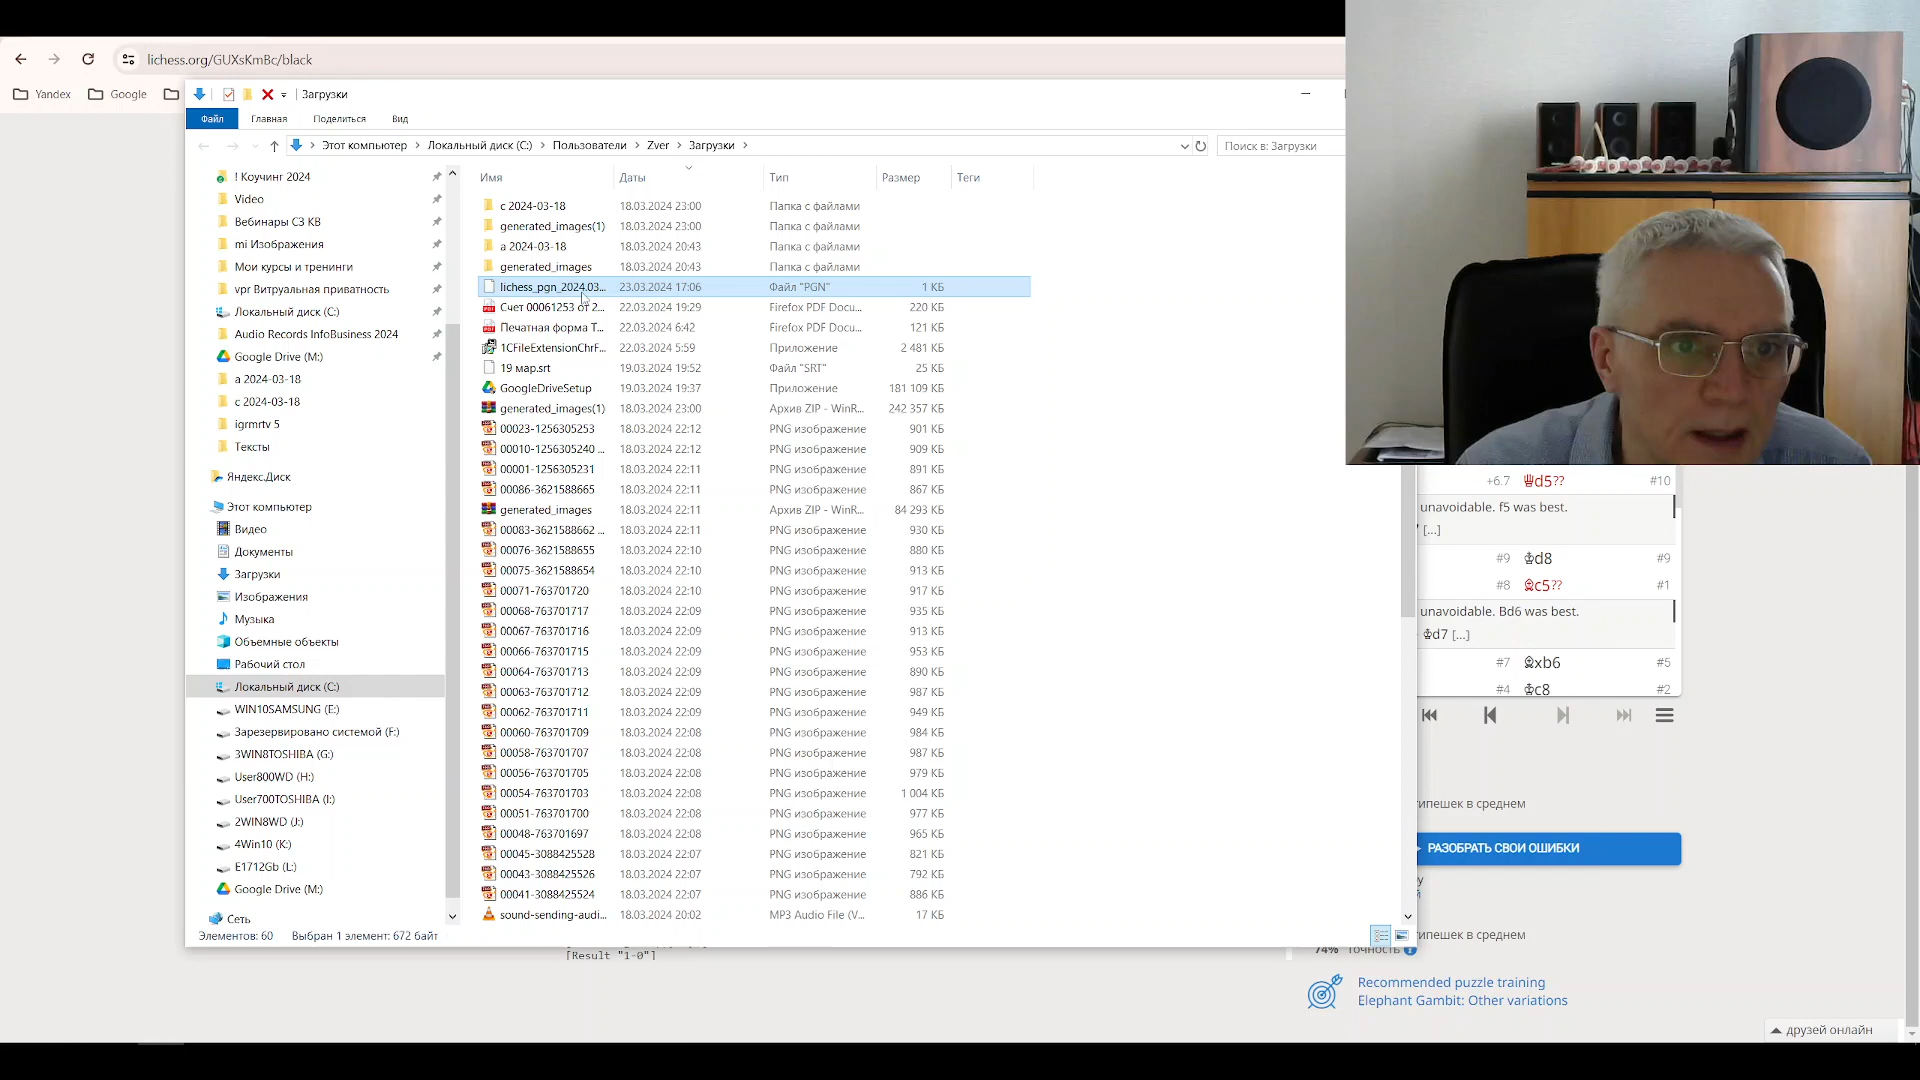 lichess.org/GUXsKmBc/black
Yandex
Google
Загрузки
Файл
Главная
Поделиться
Вид
Этот компьютер > Локальный диск (C:) > Пользователи > Zver > Загрузки >
Поиск в: Загрузки
! Коучинг 2024
Video
Вебинары СЗ КВ
mi Изображения
Мои курсы и тренинги
vpr Витруальная приватность
Локальный диск (C:)
Audio Records InfoBusiness 2024
Google Drive (M:)
a 2024-03-18
c 2024-03-18
igrmrtv 5
Тексты
Яндекс.Диск
Этот компьютер
Видео
Документы
Загрузки
Изображения
Музыка
Объемные объекты
Рабочий стол
Локальный диск (C:)
WIN10SAMSUNG (E:)
Зарезервировано системой (F:)
3WIN8TOSHIBA (G:)
User800WD (H:)
User700TOSHIBA (I:)
2WIN8WD (J:)
4Win10 (K:)
E1712Gb (L:)
Google Drive (M:)
Сеть
Имя Даты Тип Размер Теги
c 2024-03-18 18.03.2024 23:00 Папка с файлами
generated_images(1) 18.03.2024 23:00 Папка с файлами
a 2024-03-18 18.03.2024 20:43 Папка с файлами
generated_images 18.03.2024 20:43 Папка с файлами
lichess_pgn_2024.03... 23.03.2024 17:06 Файл "PGN" 1 КБ
Счет 00061253 от 2... 22.03.2024 19:29 Firefox PDF Docu... 220 КБ
Печатная форма Т... 22.03.2024 6:42 Firefox PDF Docu... 121 КБ
1CFileExtensionChrF... 22.03.2024 5:59 Приложение 2 481 КБ
19 мар.srt 19.03.2024 19:52 Файл "SRT" 25 КБ
GoogleDriveSetup 19.03.2024 19:37 Приложение 181 109 КБ
generated_images(1) 18.03.2024 23:00 Архив ZIP - WinR... 242 357 КБ
00023-1256305253 18.03.2024 22:12 PNG изображение 901 КБ
00010-1256305240 ... 18.03.2024 22:12 PNG изображение 909 КБ
00001-1256305231 18.03.2024 22:11 PNG изображение 891 КБ
00086-3621588665 18.03.2024 22:11 PNG изображение 867 КБ
generated_images 18.03.2024 22:11 Архив ZIP - WinR... 84 293 КБ
00083-3621588662 ... 18.03.2024 22:11 PNG изображение 930 КБ
00076-3621588655 18.03.2024 22:10 PNG изображение 880 КБ
00075-3621588654 18.03.2024 22:10 PNG изображение 913 КБ
00071-763701720 18.03.2024 22:10 PNG изображение 917 КБ
00068-763701717 18.03.2024 22:09 PNG изображение 935 КБ
00067-763701716 18.03.2024 22:09 PNG изображение 913 КБ
00066-763701715 18.03.2024 22:09 PNG изображение 953 КБ
00064-763701713 18.03.2024 22:09 PNG изображение 890 КБ
00063-763701712 18.03.2024 22:09 PNG изображение 987 КБ
00062-763701711 18.03.2024 22:09 PNG изображение 949 КБ
00060-763701709 18.03.2024 22:08 PNG изображение 984 КБ
00058-763701707 18.03.2024 22:08 PNG изображение 987 КБ
00056-763701705 18.03.2024 22:08 PNG изображение 979 КБ
00054-763701703 18.03.2024 22:08 PNG изображение 1 004 КБ
00051-763701700 18.03.2024 22:08 PNG изображение 977 КБ
00048-763701697 18.03.2024 22:08 PNG изображение 965 КБ
00045-3088425528 18.03.2024 22:07 PNG изображение 821 КБ
00043-3088425526 18.03.2024 22:07 PNG изображение 792 КБ
00041-3088425524 18.03.2024 22:07 PNG изображение 886 КБ
sound-sending-audi... 18.03.2024 20:02 MP3 Audio File (V... 17 КБ
Элементов: 60 Выбран 1 элемент: 672 байт
[Result "1-0"]
+6.7 ♕d5?? #10
unavoidable. f5 was best.
[...]
#9 ♔d8 #9
#8 ♗c5?? #1
unavoidable. Bd6 was best.
♔d7 [...]
#7 ♗xb6 #5
#4 ♔c8 #2
типешек в среднем
РАЗОБРАТЬ СВОИ ОШИБКИ
типешек в среднем
74% точность
Recommended puzzle training
Elephant Gambit: Other variations
друзей онлайн